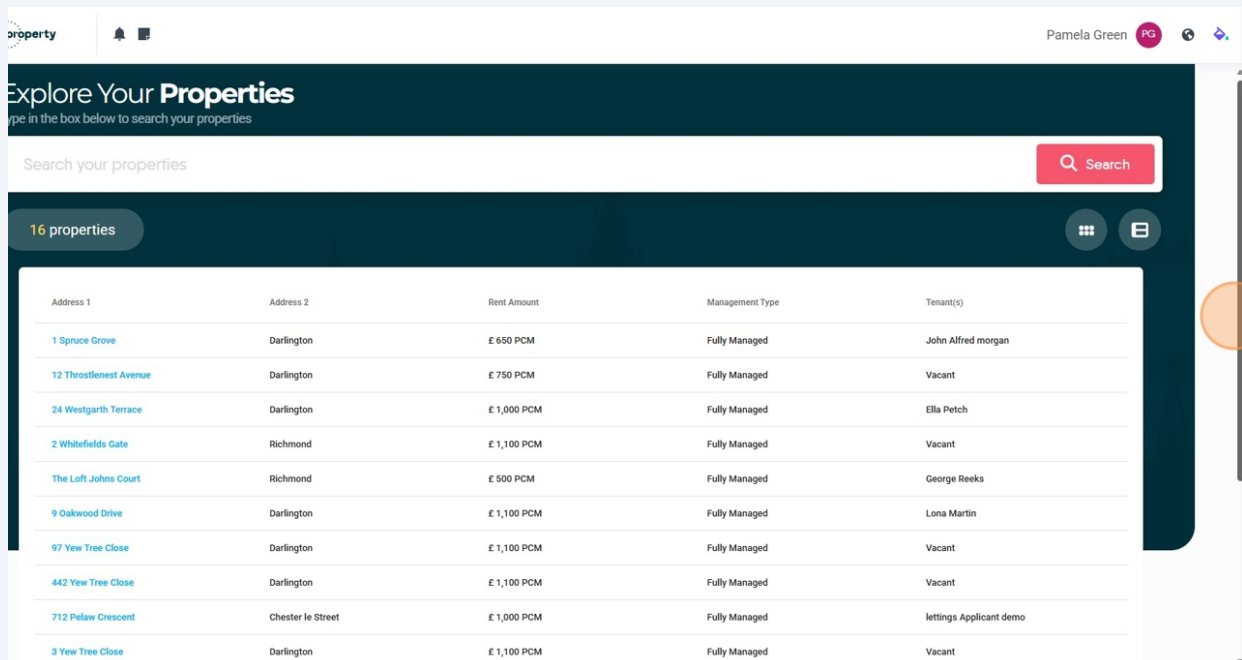 property
Pamela Green PG
Explore Your Properties
Type in the box below to search your properties
Search your properties
Search
16 properties
Address 1 Address 2 Rent Amount Management Type Tenant(s)
1 Spruce Grove Darlington £ 650 PCM Fully Managed John Alfred morgan
12 Throstlenest Avenue Darlington £ 750 PCM Fully Managed Vacant
24 Westgarth Terrace Darlington £ 1,000 PCM Fully Managed Ella Petch
2 Whitefields Gate Richmond £ 1,100 PCM Fully Managed Vacant
The Loft Johns Court Richmond £ 500 PCM Fully Managed George Reeks
9 Oakwood Drive Darlington £ 1,100 PCM Fully Managed Lona Martin
97 Yew Tree Close Darlington £ 1,100 PCM Fully Managed Vacant
442 Yew Tree Close Darlington £ 1,100 PCM Fully Managed Vacant
712 Pelaw Crescent Chester le Street £ 1,000 PCM Fully Managed lettings Applicant demo
3 Yew Tree Close Darlington £ 1,100 PCM Fully Managed Vacant